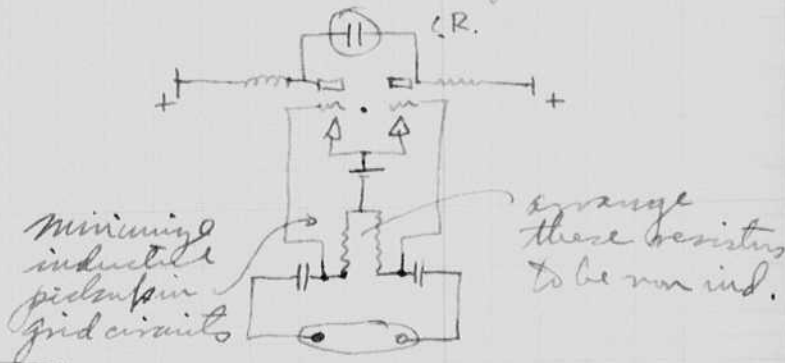 C.R.
+
+
minimize
inductive
pickup in
grid circuits
arrange
these resistors
to be non ind.